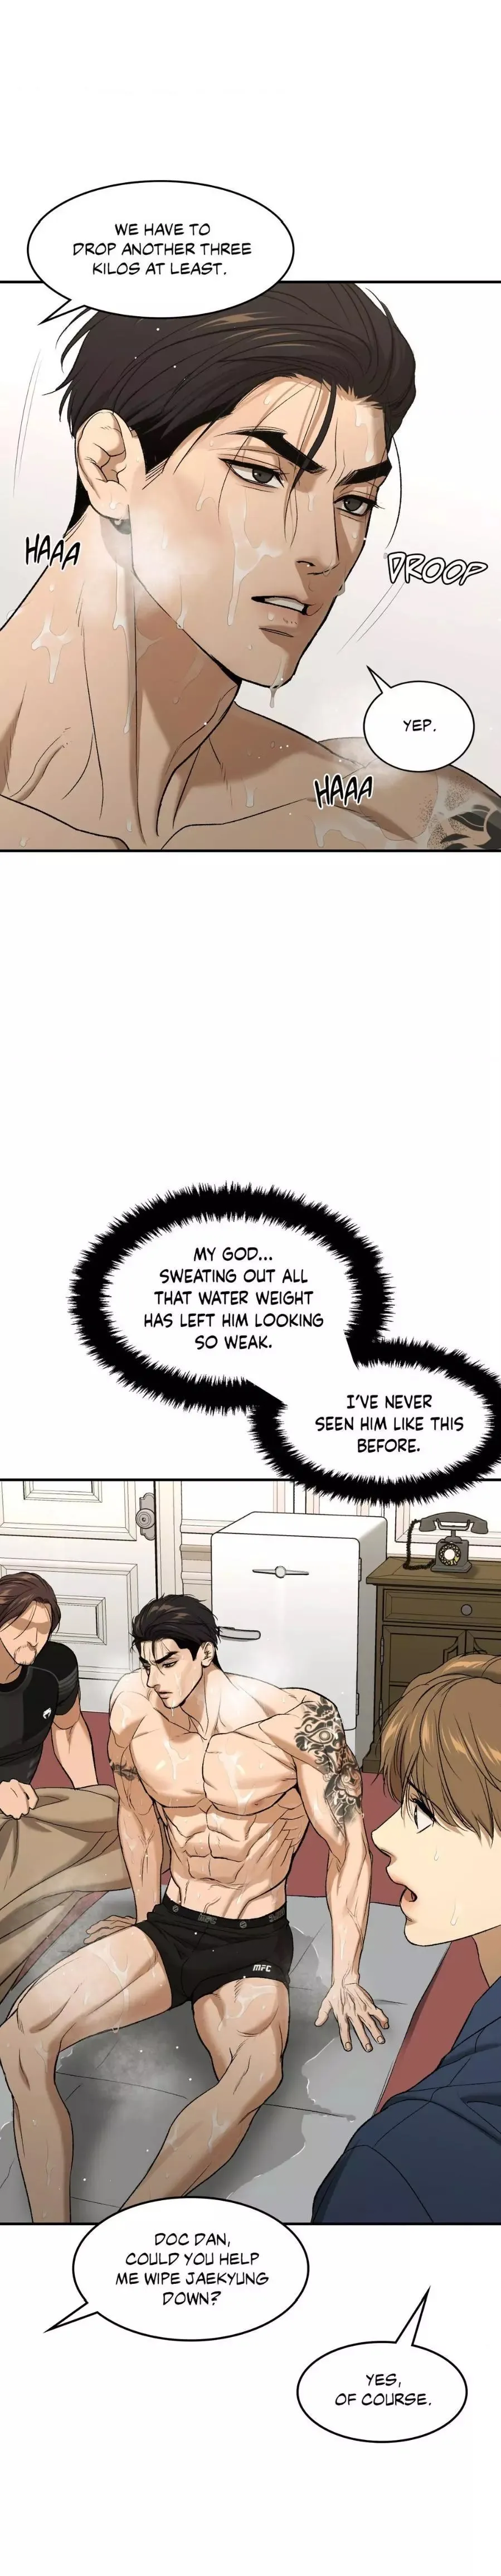 WE HAVE TO
DROP ANOTHER THREE
KILOS AT LEAST.
HAAA
DROOP
YEP.
HAAA
MY GOD...
SWEATING OUT ALL
THAT WATER WEIGHT
HAS LEFT HIM LOOKING
SO WEAK.
I'VE NEVER
SEEN HIM LIKE THIS
BEFORE.
MFC
MFC
DOC DAN,
COULD YOU HELP
ME WIPE JAEKYUNG
DOWN?
YES,
OF COURSE.